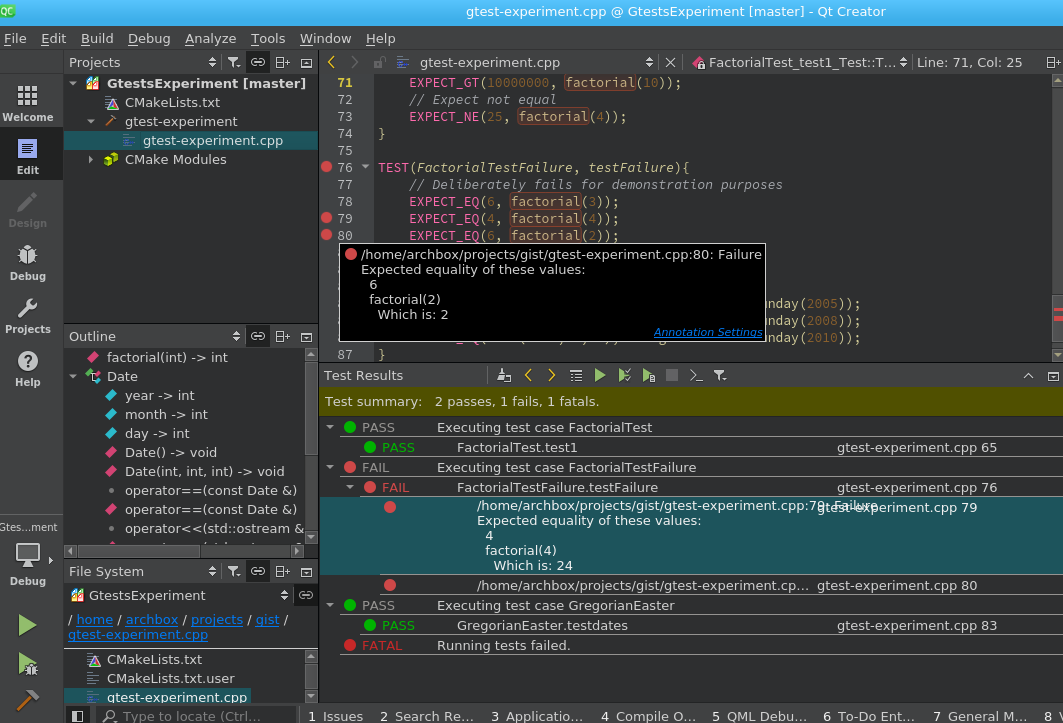 QC
gtest-experiment.cpp @ GtestsExperiment [master] - Qt Creator
File Edit Build Debug Analyze Tools Window Help
Welcome
Edit
Design
Debug
Projects
Help
Gtes...ment
Debug
Projects
GtestsExperiment [master]
CMakeLists.txt
gtest-experiment
gtest-experiment.cpp
CMake Modules
Outline
factorial(int) -> int
Date
year -> int
month -> int
day -> int
Date() -> void
Date(int, int, int) -> void
operator==(const Date &)
operator==(const Date &)
operator<<(std::ostream &
File System
GtestsExperiment
/ home / archbox / projects / gist /
gtest-experiment.cpp
CMakeLists.txt
CMakeLists.txt.user
gtest-experiment.cpp
gtest-experiment.cpp FactorialTest_test1_Test::T... Line: 71, Col: 25
71 EXPECT_GT(10000000, factorial(10));
72 // Expect not equal
73 EXPECT_NE(25, factorial(4));
74 }
75
76 TEST(FactorialTestFailure, testFailure){
77 // Deliberately fails for demonstration purposes
78 EXPECT_EQ(6, factorial(3));
79 EXPECT_EQ(4, factorial(4));
80 EXPECT_EQ(6, factorial(2));
/home/archbox/projects/gist/gtest-experiment.cpp:80: Failure
Expected equality of these values:
6
factorial(2)
Which is: 2
Annotation Settings
unday(2005));
unday(2008));
unday(2010));
87 }
Test Results
Test summary: 2 passes, 1 fails, 1 fatals.
PASS Executing test case FactorialTest
PASS FactorialTest.test1 gtest-experiment.cpp 65
FAIL Executing test case FactorialTestFailure
FAIL FactorialTestFailure.testFailure gtest-experiment.cpp 76
/home/archbox/projects/gist/gtest-experiment.cpp:79: Failure gtest-experiment.cpp 79
Expected equality of these values:
4
factorial(4)
Which is: 24
/home/archbox/projects/gist/gtest-experiment.cp... gtest-experiment.cpp 80
PASS Executing test case GregorianEaster
PASS GregorianEaster.testdates gtest-experiment.cpp 83
FATAL Running tests failed.
Type to locate (Ctrl... 1 Issues 2 Search Re... 3 Applicatio... 4 Compile O... 5 QML Debu... 6 To-Do Ent... 7 General M... 8